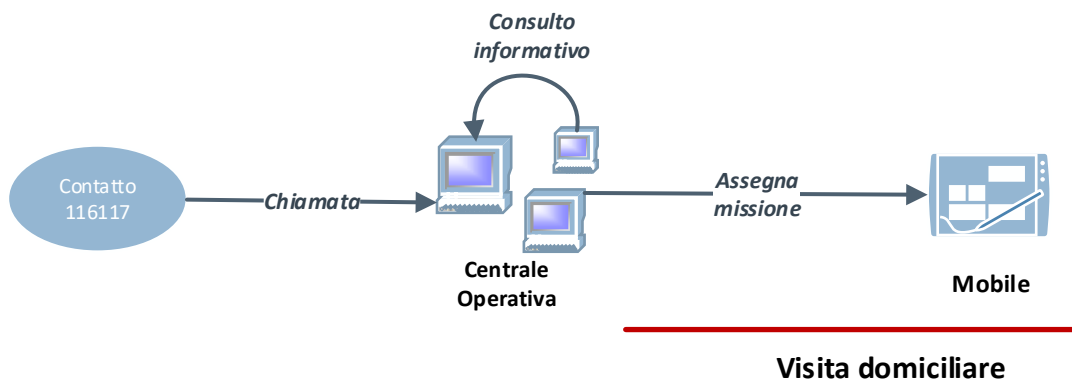 Consulto
informativo
Contatto
116117
Chiamata
Assegna
missione
Centrale
Operativa
Mobile
Visita domiciliare